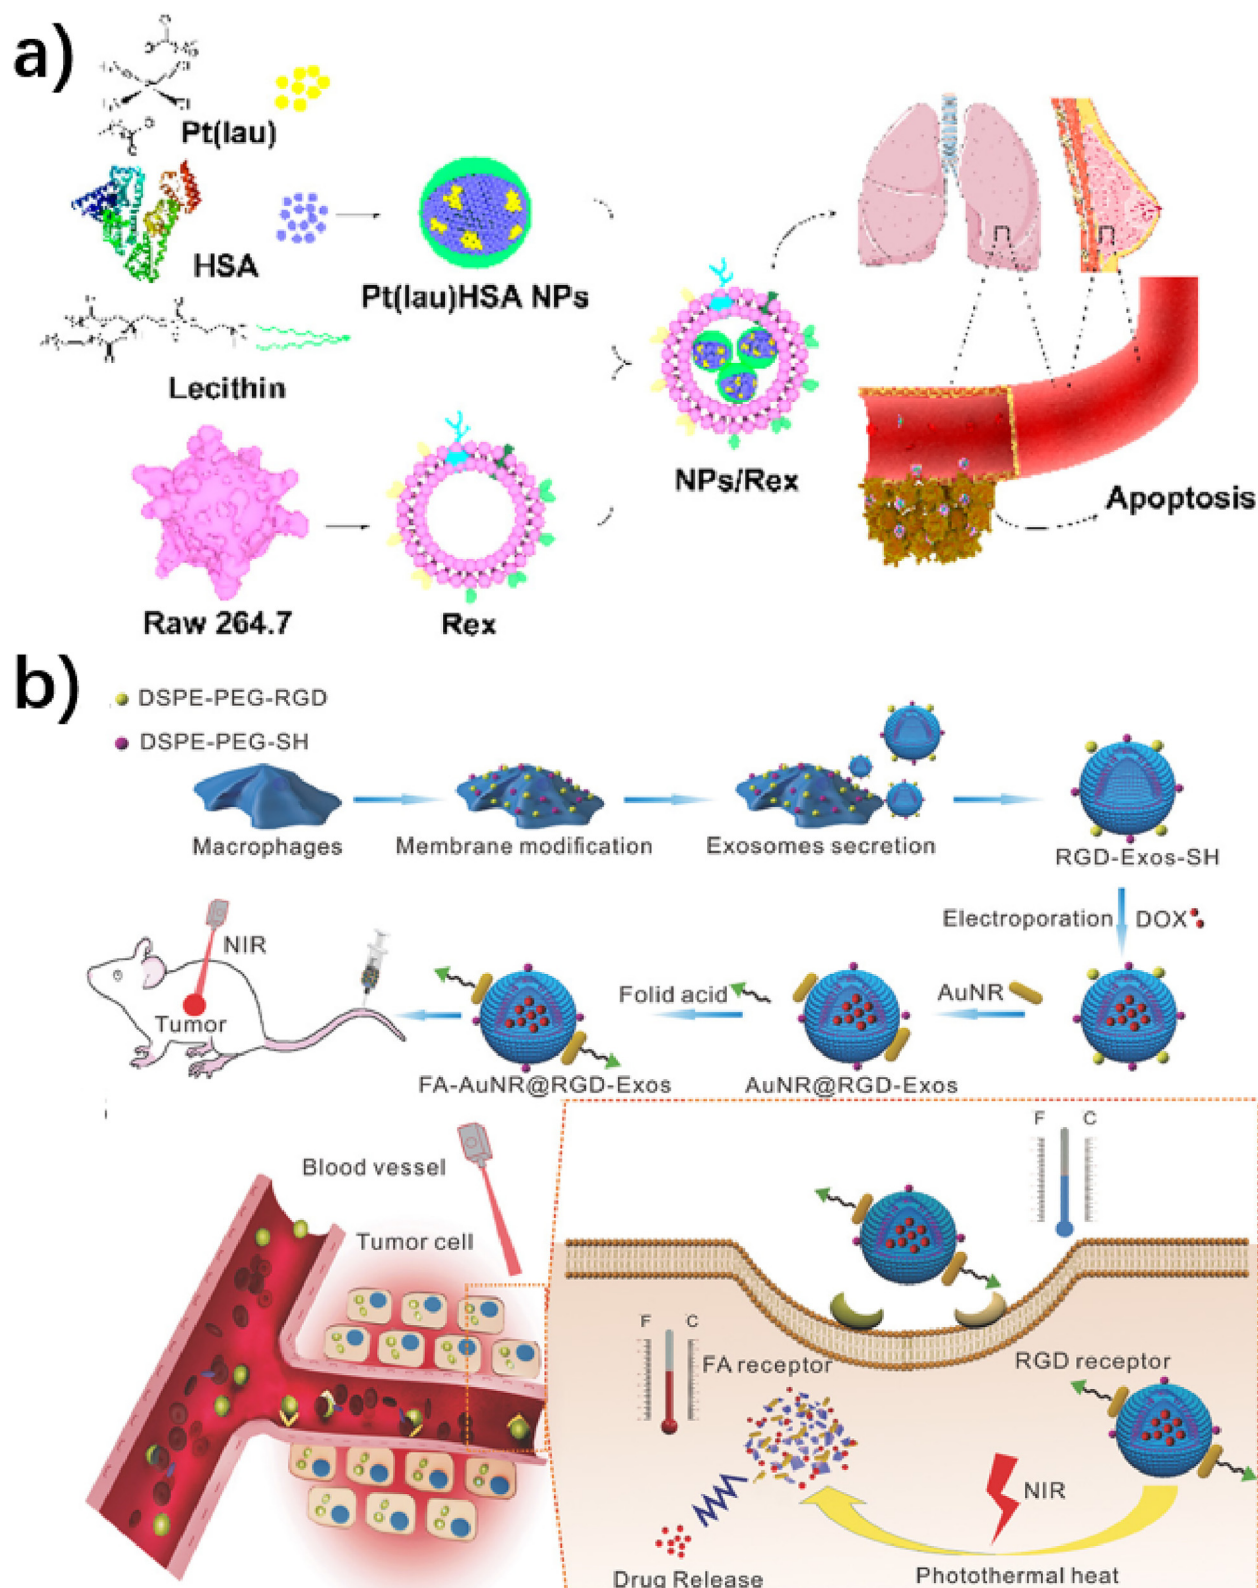 a)
Pt(lau)
HSA
Pt(lau)HSA NPs
Lecithin
NPs/Rex
Apoptosis
Raw 264.7
Rex
b)
DSPE-PEG-RGD
DSPE-PEG-SH
Macrophages
Membrane modification
Exosomes secretion
RGD-Exos-SH
Electroporation
DOX
NIR
Tumor
Folid acid
AuNR
FA-AuNR@RGD-Exos
AuNR@RGD-Exos
Blood vessel
Tumor cell
F C
F C
FA receptor
RGD receptor
NIR
Drug Release
Photothermal heat